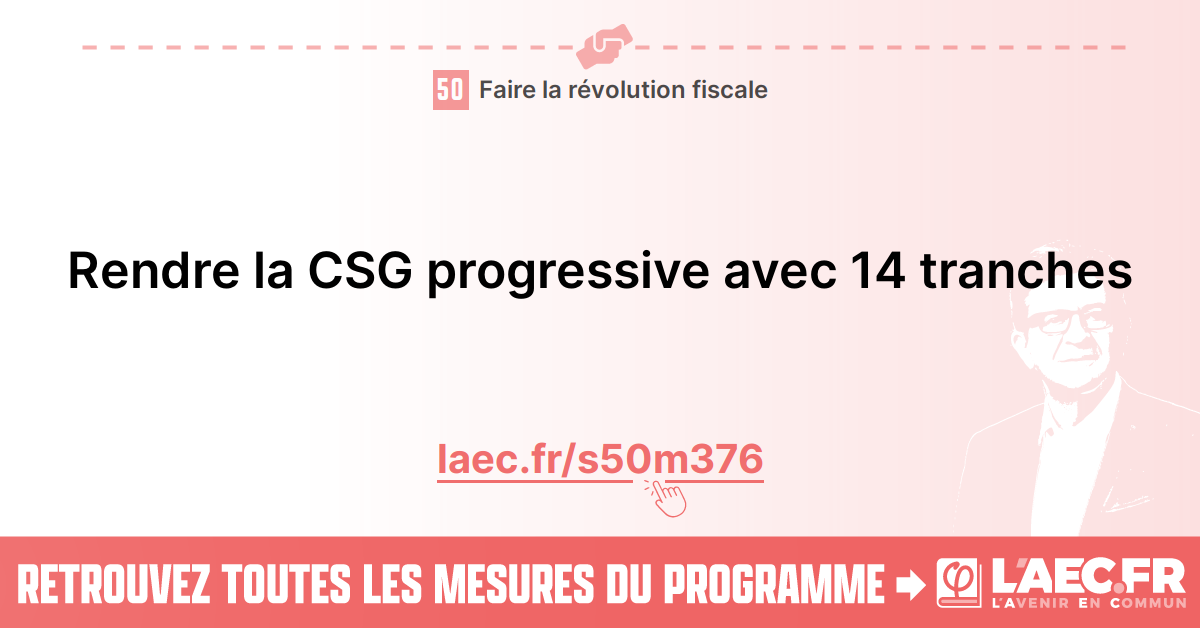 50 Faire la révolution fiscale
Rendre la CSG progressive avec 14 tranches
laec.fr/s50m376
RETROUVEZ TOUTES LES MESURES DU PROGRAMME
L'AEC.FR
L'AVENIR EN COMMUN